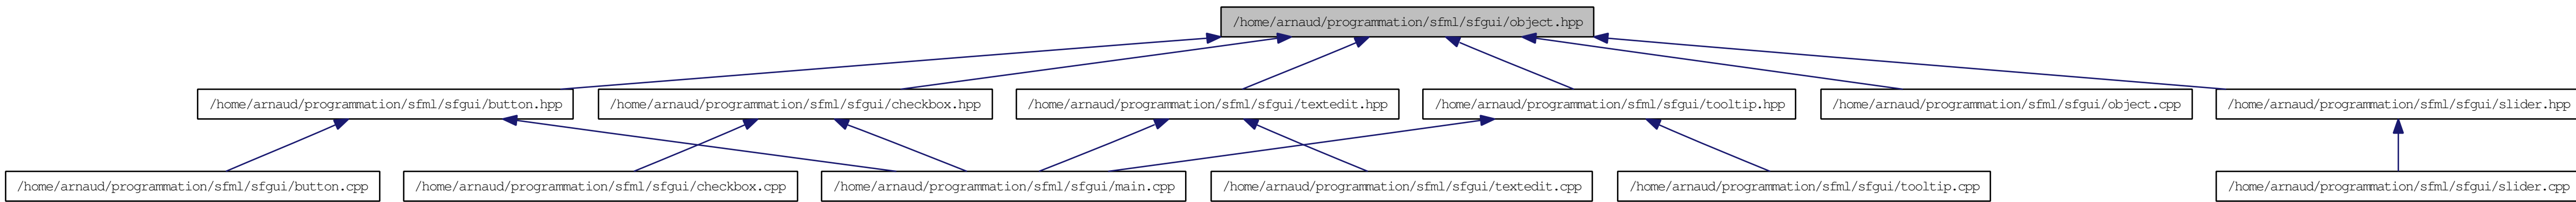 /home/arnaud/programmation/sfml/sfgui/object.hpp
/home/arnaud/programmation/sfml/sfgui/button.hpp
/home/arnaud/programmation/sfml/sfgui/checkbox.hpp
/home/arnaud/programmation/sfml/sfgui/textedit.hpp
/home/arnaud/programmation/sfml/sfgui/tooltip.hpp
/home/arnaud/programmation/sfml/sfgui/object.cpp
/home/arnaud/programmation/sfml/sfgui/slider.hpp
/home/arnaud/programmation/sfml/sfgui/button.cpp
/home/arnaud/programmation/sfml/sfgui/checkbox.cpp
/home/arnaud/programmation/sfml/sfgui/main.cpp
/home/arnaud/programmation/sfml/sfgui/textedit.cpp
/home/arnaud/programmation/sfml/sfgui/tooltip.cpp
/home/arnaud/programmation/sfml/sfgui/slider.cpp